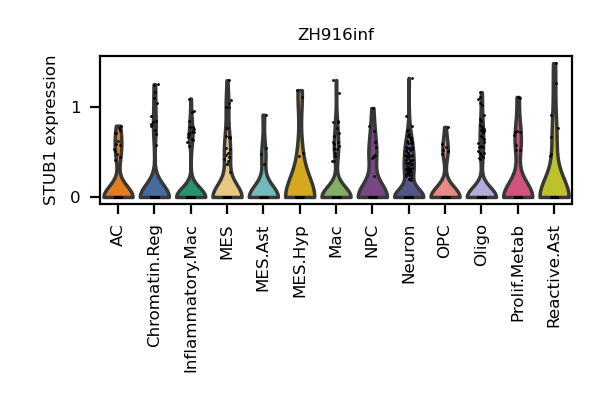 ZH916inf
STUB1 expression
1
0
AC
Chromatin.Reg
Inflammatory.Mac
MES
MES.Ast
MES.Hyp
Mac
NPC
Neuron
OPC
Oligo
Prolif.Metab
Reactive.Ast